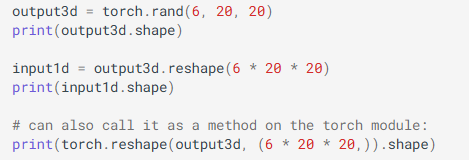 output3d = torch.rand(6, 20, 20)
print(output3d.shape)

input1d = output3d.reshape(6 * 20 * 20)
print(input1d.shape)

# can also call it as a method on the torch module:
print(torch.reshape(output3d, (6 * 20 * 20,)).shape)